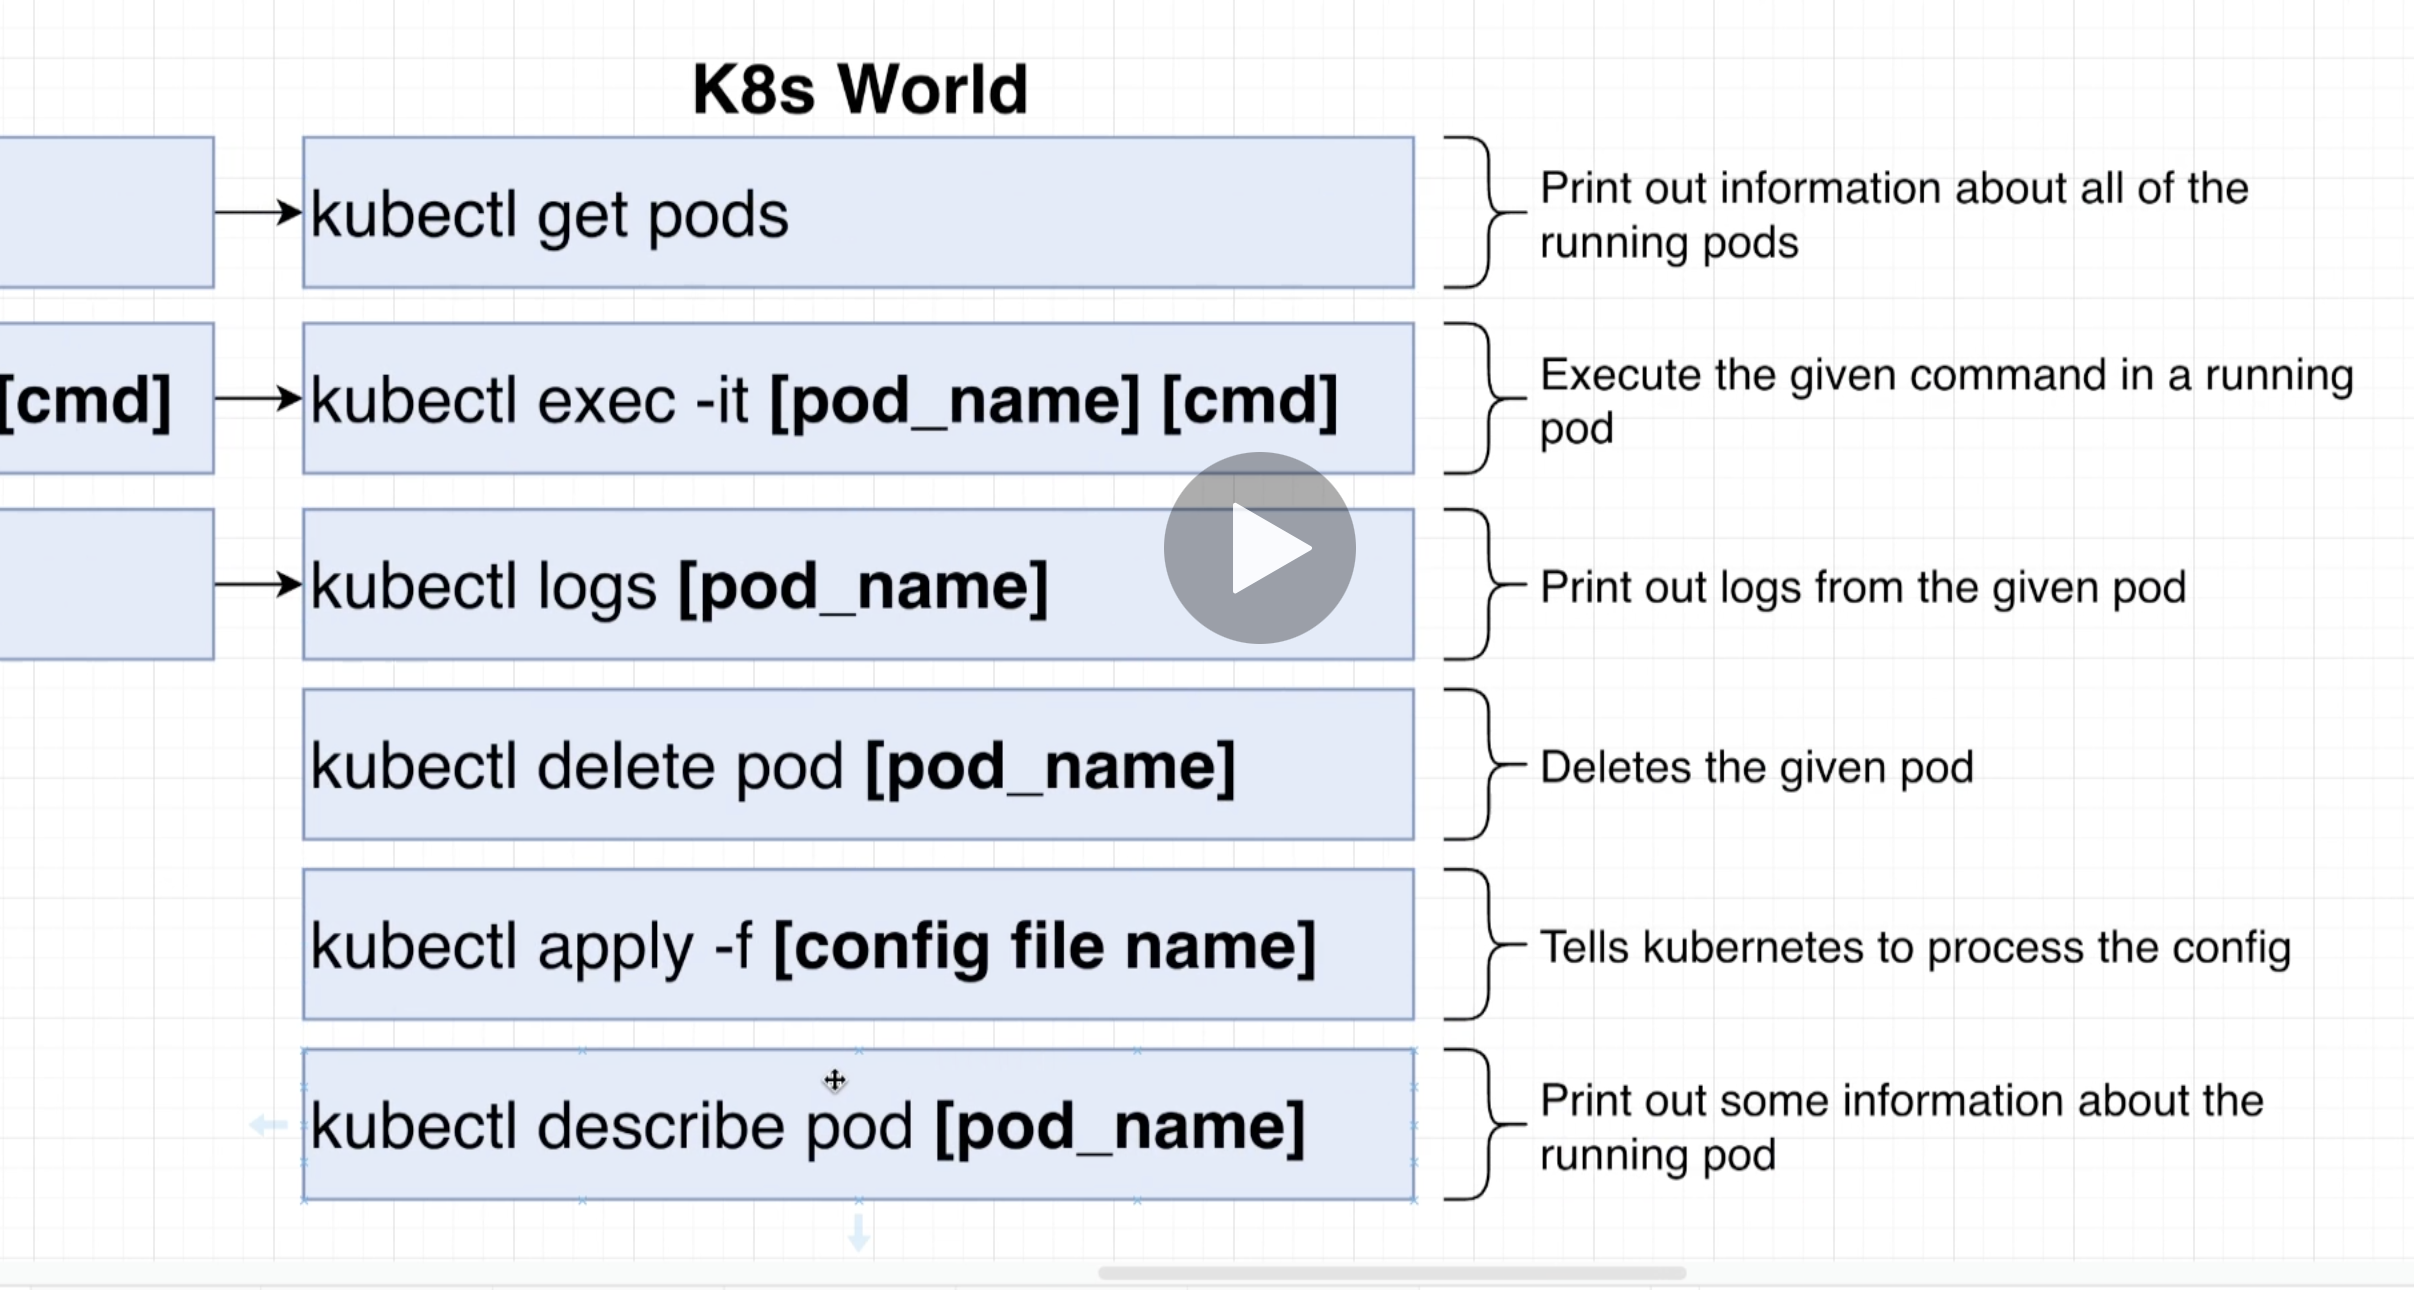 K8s World
kubectl get pods
Print out information about all of the
running pods
[cmd]
kubectl exec -it [pod_name] [cmd]
Execute the given command in a running
pod
kubectl logs [pod_name]
Print out logs from the given pod
kubectl delete pod [pod_name]
Deletes the given pod
kubectl apply -f [config file name]
Tells kubernetes to process the config
kubectl describe pod [pod_name]
Print out some information about the
running pod